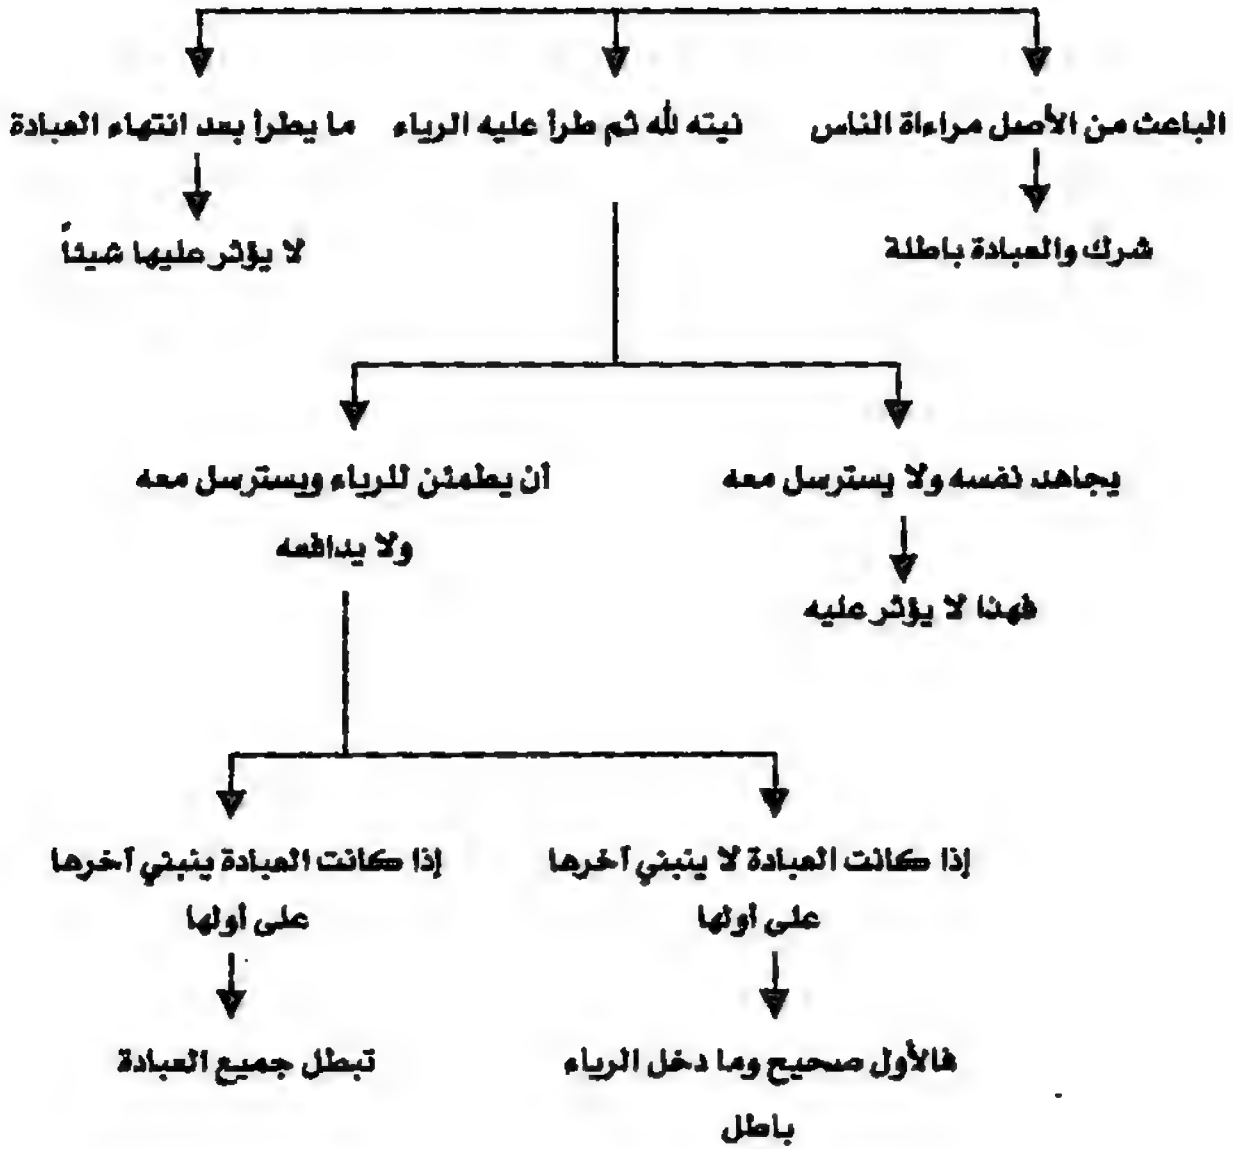 الباعث من الأصل مراءاة الناس
نيته لله ثم طرأ عليه الرياء
ما يطرأ بعد انتهاء العبادة
شرك والعبادة باطلة
لا يؤثر عليها شيئاً
يجاهد نفسه ولا يسترسل معه
أن يطمئن للرياء ويسترسل معه
ولا يدافعه
فهذا لا يؤثر عليه
إذا كانت العبادة لا ينبني آخرها
على أولها
إذا كانت العبادة ينبني آخرها
على أولها
فالأول صحيح وما دخل الرياء
باطل
تبطل جميع العبادة